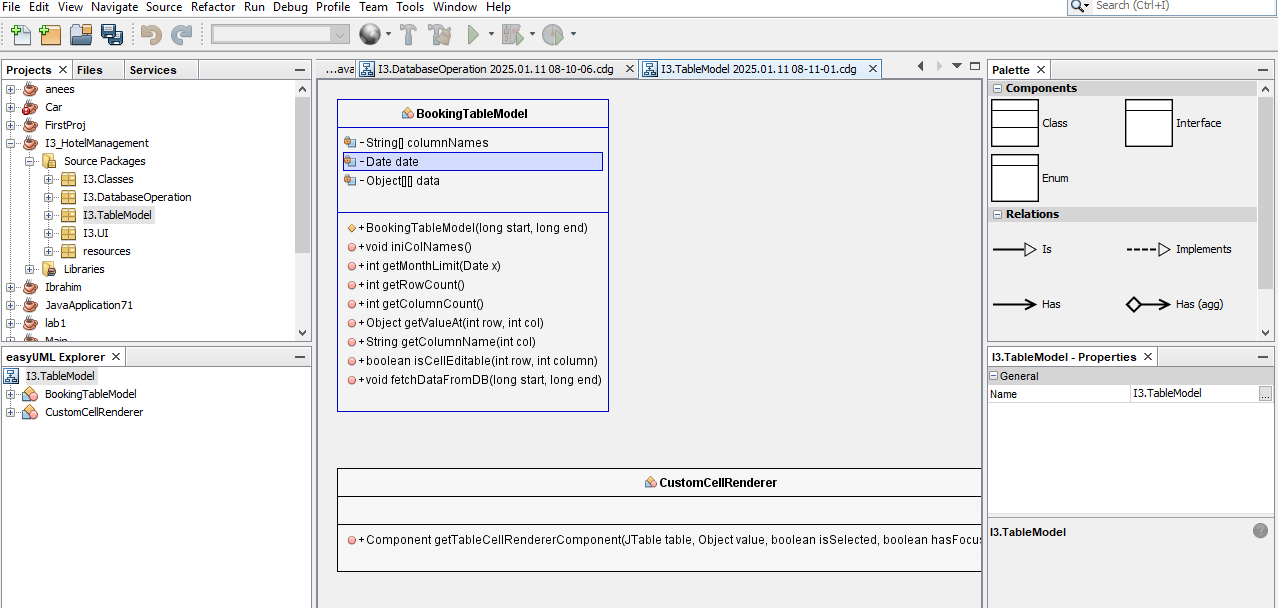 File Edit View Navigate Source Refactor Run Debug Profile Team Tools Window Help
Search (Ctrl+I)
Projects Files Services
anees
Car
FirstProj
I3_HotelManagement
Source Packages
I3.Classes
I3.DatabaseOperation
I3.TableModel
I3.UI
resources
Libraries
Ibrahim
JavaApplication71
lab1
Main
easyUML Explorer
I3.TableModel
BookingTableModel
CustomCellRenderer
...ava I3.DatabaseOperation 2025.01.11 08-10-06.cdg I3.TableModel 2025.01.11 08-11-01.cdg
BookingTableModel
- String[] columnNames
- Date date
- Object[][] data
+ BookingTableModel(long start, long end)
+ void iniColNames()
+ int getMonthLimit(Date x)
+ int getRowCount()
+ int getColumnCount()
+ Object getValueAt(int row, int col)
+ String getColumnName(int col)
+ boolean isCellEditable(int row, int column)
+ void fetchDataFromDB(long start, long end)
CustomCellRenderer
+ Component getTableCellRendererComponent(JTable table, Object value, boolean isSelected, boolean hasFocus
Palette
Components
Class Interface
Enum
Relations
Is Implements
Has Has (agg)
I3.TableModel - Properties
General
Name I3.TableModel ...
I3.TableModel
?